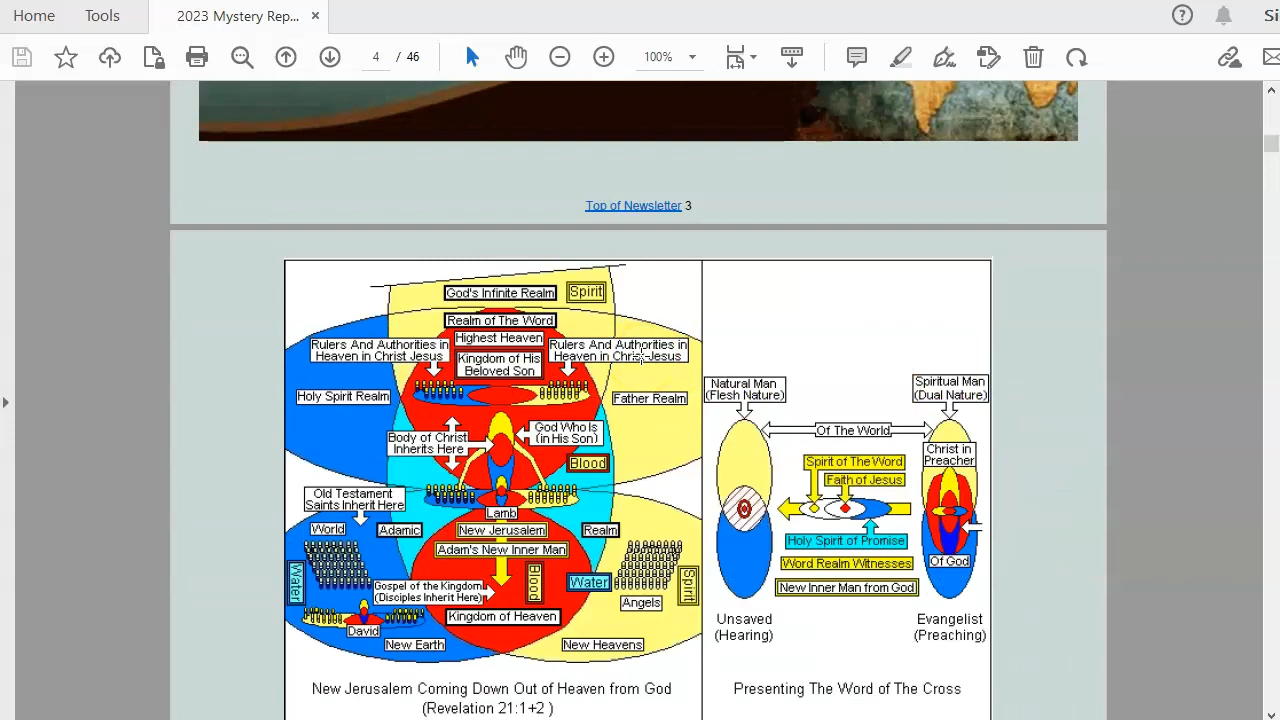 Home
Tools
2023 Mystery Rep...
×
?
Si
4 / 46
100%
Top of Newsletter 3
God's Infinite Realm
Spirit
Realm of The Word
Highest Heaven
Rulers And Authorities in
Heaven in Christ Jesus
Kingdom of His
Beloved Son
Rulers And Authorities in
Heaven in Christ Jesus
Holy Spirit Realm
Father Realm
Body of Christ
Inherits Here
God Who Is
(in His Son)
Blood
Old Testament
Saints Inherit Here
Lamb
World
Adamic
New Jerusalem
Realm
Adam's New Inner Man
Water
Gospel of the Kingdom
(Disciples Inherit Here)
Blood
Water
Spirit
Angels
Kingdom of Heaven
David
New Earth
New Heavens
New Jerusalem Coming Down Out of Heaven from God
(Revelation 21:1+2 )
Natural Man
(Flesh Nature)
Spiritual Man
(Dual Nature)
Of The World
Christ in
Preacher
Spirit of The Word
Faith of Jesus
Holy Spirit of Promise
Word Realm Witnesses
Of God
New Inner Man from God
Unsaved
(Hearing)
Evangelist
(Preaching)
Presenting The Word of The Cross